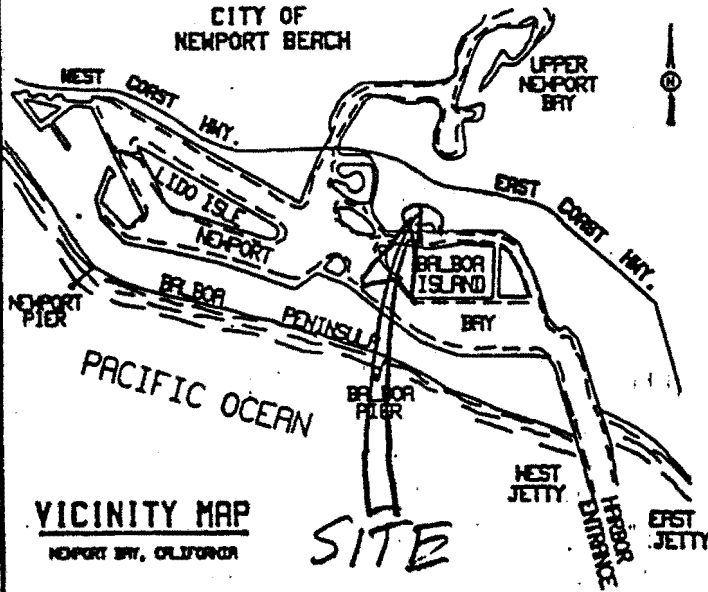 CITY OF
NEWPORT BEACH
UPPER
NEWPORT
BAY
N
WEST COAST HWY.
EAST COAST HWY.
LIDO ISLE
NEWPORT
BALBOA
ISLAND
BAY
NEWPORT
PIER
BALBOA PENINSULA
PACIFIC OCEAN
BALBOA
PIER
WEST
JETTY
HARBOR
ENTRANCE
EAST
JETTY
VICINITY MAP
NEWPORT BAY, CALIFORNIA
SITE